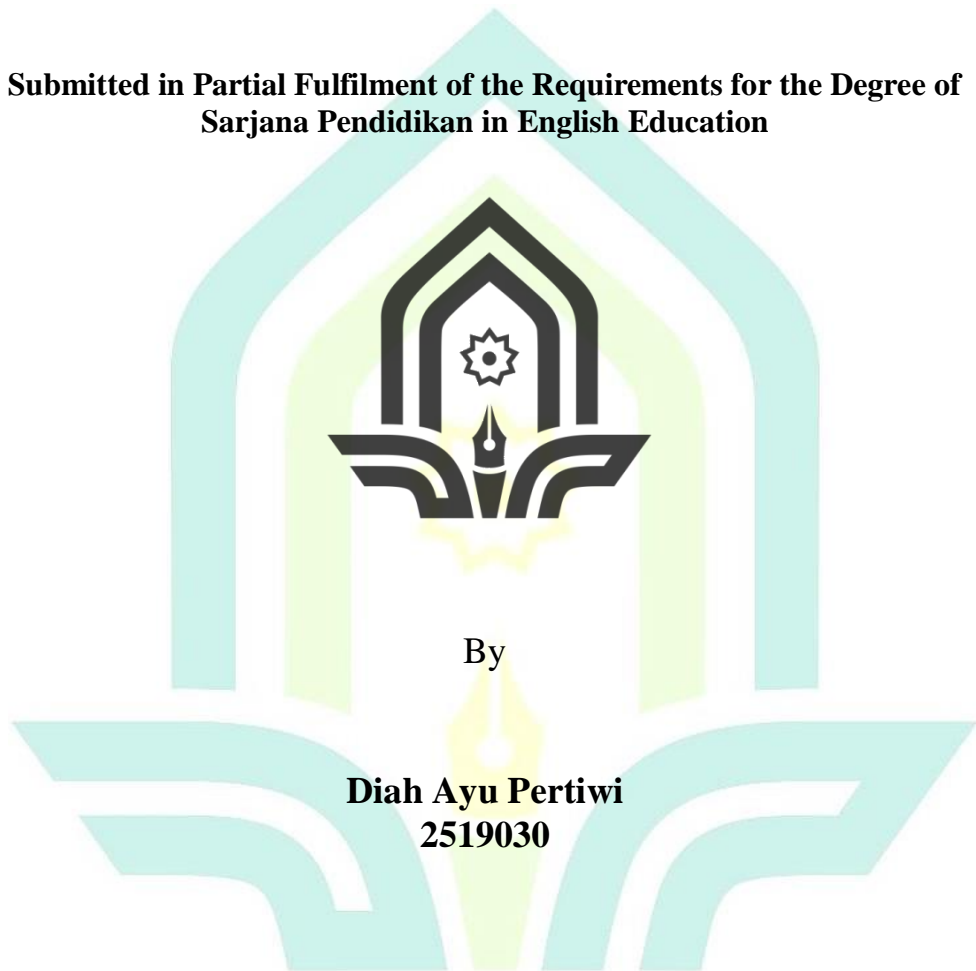 Submitted in Partial Fulfilment of the Requirements for the Degree of
Sarjana Pendidikan in English Education
By
Diah Ayu Pertiwi
2519030